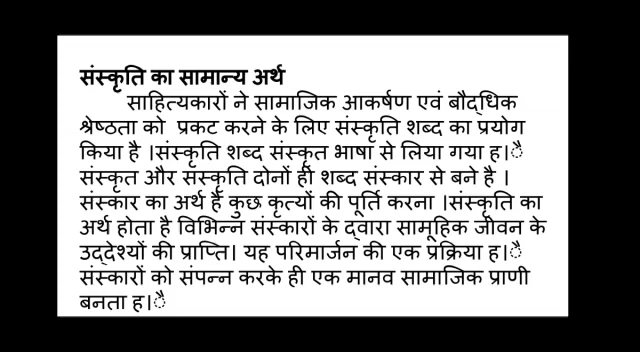 संस्कृति का सामान्य अर्थ
साहित्यकारों ने सामाजिक आकर्षण एवं बौद्धिक
श्रेष्ठता को प्रकट करने के लिए संस्कृति शब्द का प्रयोग
किया है ।संस्कृति शब्द संस्कृत भाषा से लिया गया ह।ै
संस्कृत और संस्कृति दोनों ही शब्द संस्कार से बने है ।
संस्कार का अर्थ है कुछ कृत्यों की पूर्ति करना ।संस्कृति का
अर्थ होता है विभिन्न संस्कारों के द्वारा सामूहिक जीवन के
उद्देश्यों की प्राप्ति। यह परिमार्जन की एक प्रक्रिया ह।ै
संस्कारों को संपन्न करके ही एक मानव सामाजिक प्राणी
बनता ह।ै